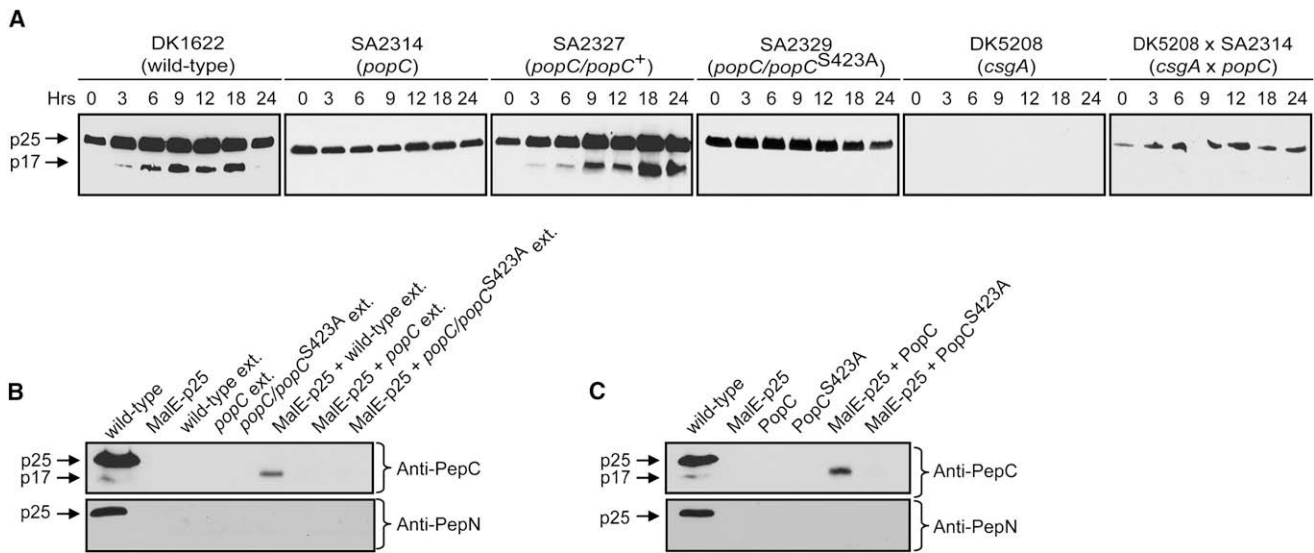 A
DK1622 (wild-type)
SA2314 (popC)
SA2327 (popC/popC+)
SA2329 (popC/popCS423A)
DK5208 (csgA)
DK5208 x SA2314 (csgA x popC)
Hrs 0 3 6 9 12 18 24 0 3 6 9 12 18 24 0 3 6 9 12 18 24 0 3 6 9 12 18 24 0 3 6 9 12 18 24 0 3 6 9 12 18 24
p25
p17
B
wild-type
MalE-p25
wild-type ext.
popC ext.
popC/popCS423A ext.
MalE-p25 + wild-type ext.
MalE-p25 + popC ext.
MalE-p25 + popC/popCS423A ext.
p25
p17
Anti-PepC
p25
Anti-PepN
C
wild-type
MalE-p25
PopC
PopCS423A
MalE-p25 + PopC
MalE-p25 + PopCS423A
p25
p17
Anti-PepC
p25
Anti-PepN